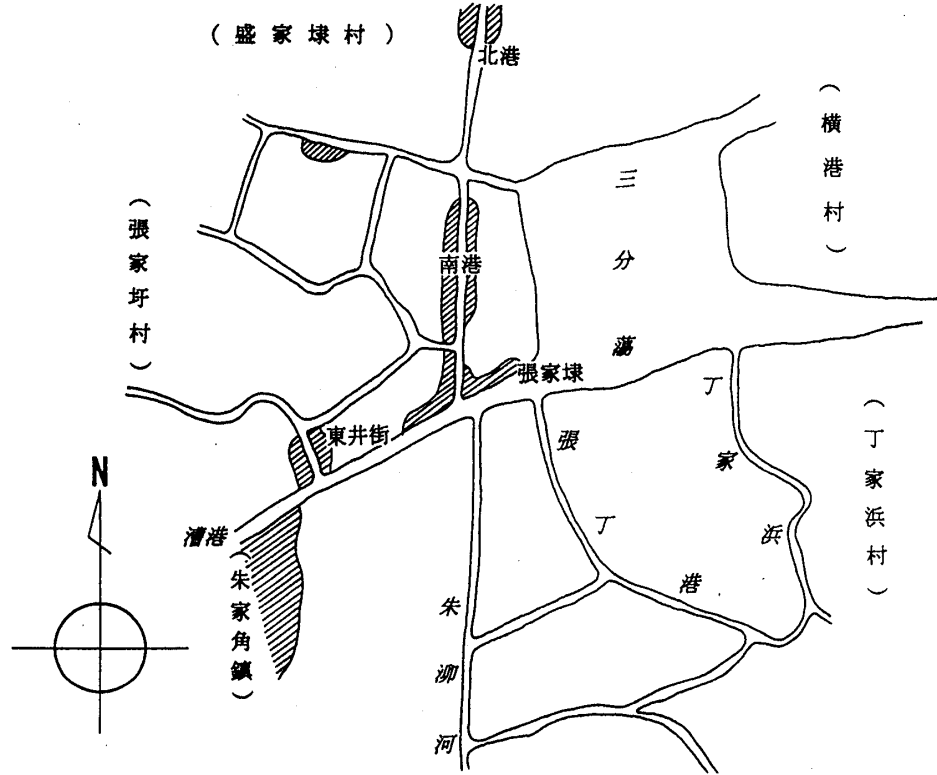 （盛家埭村）
北港
（横港村）
三分蕩
（張家圩村）
南港
張家埭
丁家浜
（丁家浜村）
東井街
張丁港
N
漕港
（朱家角鎮）
朱泖河